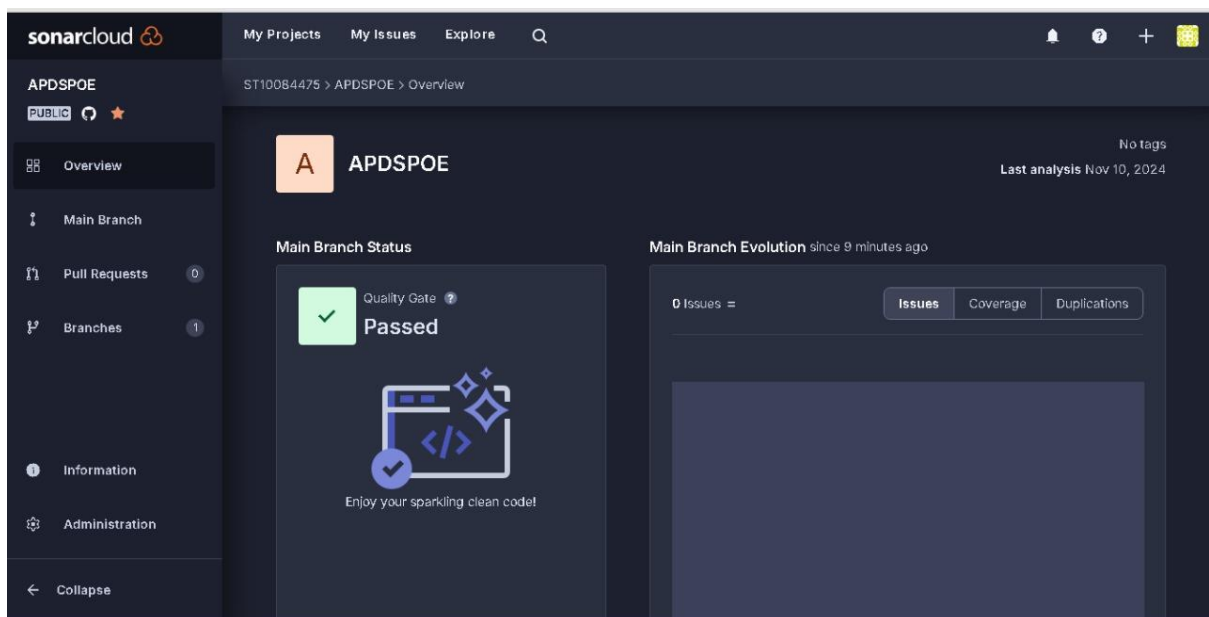 sonarcloud
My Projects My Issues Explore
APDSPOE
PUBLIC
ST10084475 > APDSPOE > Overview
Overview
Main Branch
Pull Requests 0
Branches 1
Information
Administration
Collapse
A APDSPOE
No tags
Last analysis Nov 10, 2024
Main Branch Status
Quality Gate ?
Passed
</>
Enjoy your sparkling clean code!
Main Branch Evolution since 9 minutes ago
0 Issues =
Issues Coverage Duplications